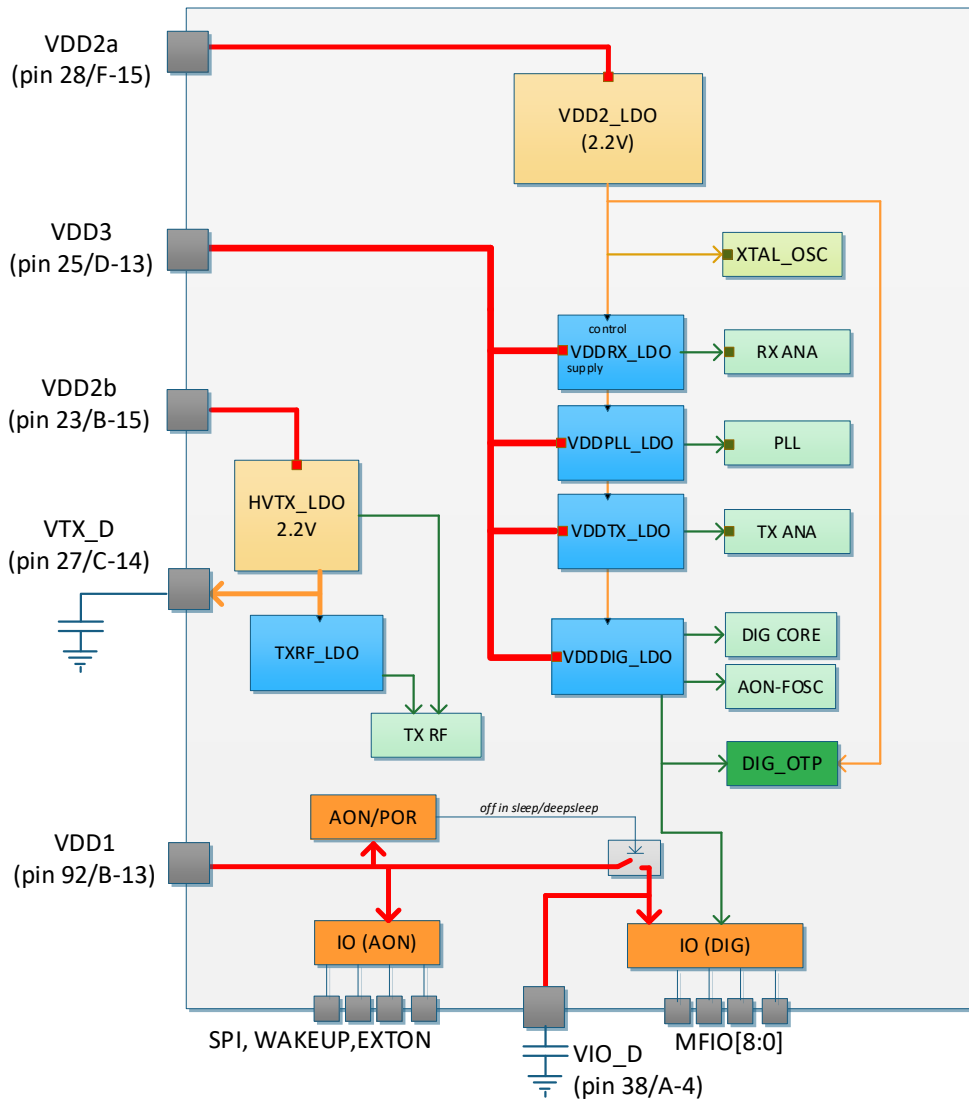 VDD2a
(pin 28/F-15)
VDD2_LDO
(2.2V)
VDD3
(pin 25/D-13)
XTAL_OSC
control
VDDRX_LDO
supply
RX ANA
VDD2b
(pin 23/B-15)
VDDPLL_LDO
PLL
HVTX_LDO
2.2V
VTX_D
(pin 27/C-14)
VDDTX_LDO
TX ANA
TXRF_LDO
VDDDIG_LDO
DIG CORE
AON-FOSC
TX RF
DIG_OTP
AON/POR
off in sleep/deepsleep
VDD1
(pin 92/B-13)
IO (AON)
IO (DIG)
SPI, WAKEUP,EXTON
VIO_D
(pin 38/A-4)
MFIO[8:0]